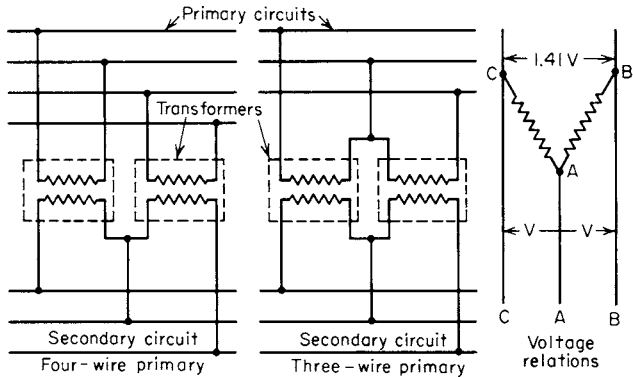 Primary circuits
Transformers
Secondary circuit
Four-wire primary
Secondary circuit
Three-wire primary
1.41 V
C
B
A
V
V
C
A
B
Voltage
relations